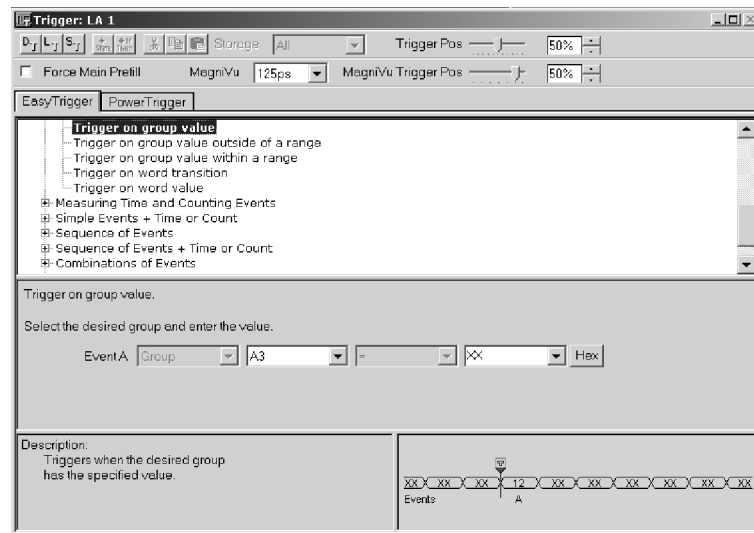 Trigger: LA 1
Storage All Trigger Pos 50%
Force Main Prefill MagniVu 125ps MagniVu Trigger Pos 50%
EasyTrigger PowerTrigger
Trigger on group value
Trigger on group value outside of a range
Trigger on group value within a range
Trigger on word transition
Trigger on word value
Measuring Time and Counting Events
Simple Events + Time or Count
Sequence of Events
Sequence of Events + Time or Count
Combinations of Events
Trigger on group value.
Select the desired group and enter the value.
Event A Group A3 = XX Hex
Description:
Triggers when the desired group
has the specified value.
XX XX XX 12 XX XX XX XX XX XX
Events A